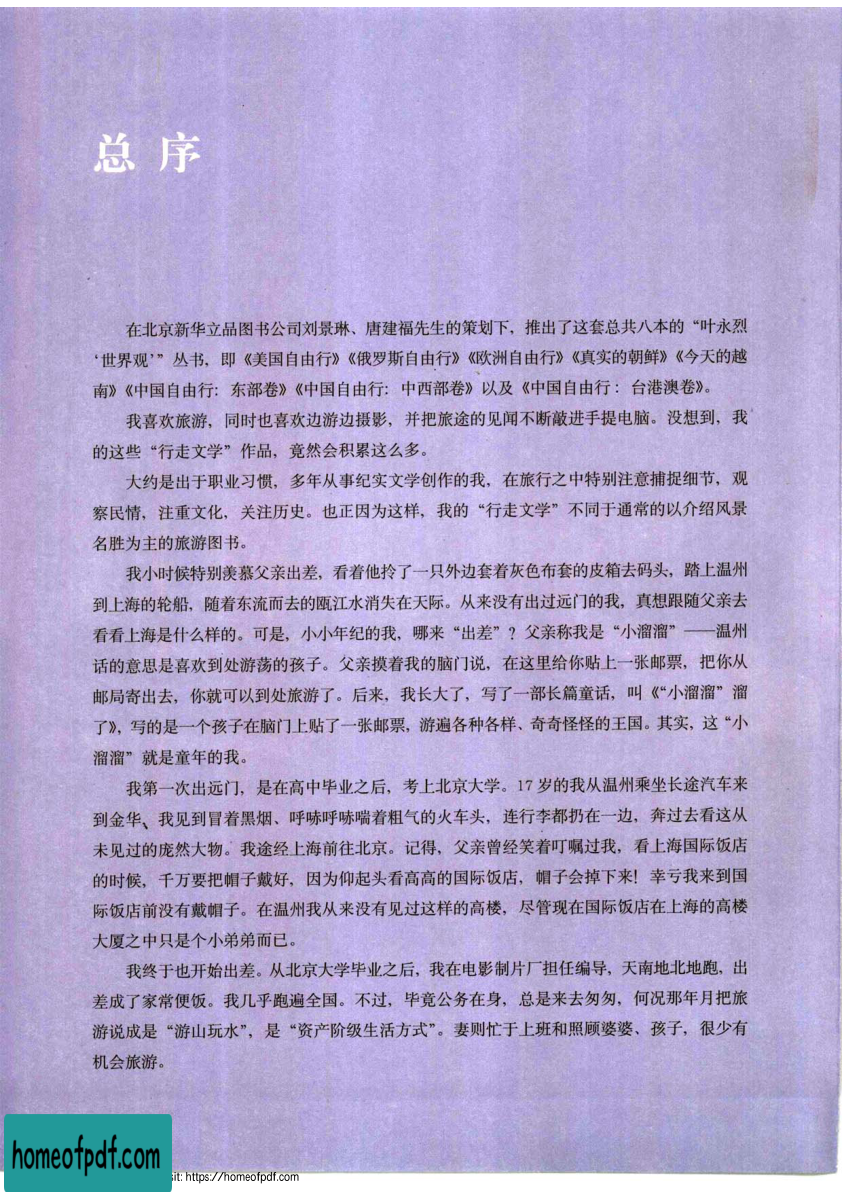 总序
在北京新华立品图书公司刘景琳、唐建福先生的策划下，推出了这套总共八本的“叶永烈
‘世界观’”丛书，即《美国自由行》《俄罗斯自由行》《欧洲自由行》《真实的朝鲜》《今天的越
南》《中国自由行：东部卷》《中国自由行：中西部卷》以及《中国自由行：台港澳卷》。
我喜欢旅游，同时也喜欢边游边摄影，并把旅途的见闻不断敲进手提电脑。没想到，我
的这些“行走文学”作品，竟然会积累这么多。
大约是出于职业习惯，多年从事纪实文学创作的我，在旅行之中特别注意捕捉细节，观
察民情，注重文化，关注历史。也正因为这样，我的“行走文学”不同于通常的以介绍风景
名胜为主的旅游图书。
我小时候特别羡慕父亲出差，看着他拎了一只外边套着灰色布套的皮箱去码头，踏上温州
到上海的轮船，随着东流而去的瓯江水消失在天际。从来没有出过远门的我，真想跟随父亲去
看看上海是什么样的。可是，小小年纪的我，哪来“出差”？父亲称我是“小溜溜”——温州
话的意思是喜欢到处游荡的孩子。父亲摸着我的脑门说，在这里给你贴上一张邮票，把你从
邮局寄出去，你就可以到处旅游了。后来，我长大了，写了一部长篇童话，叫《“小溜溜”溜
了》，写的是一个孩子在脑门上贴了一张邮票，游遍各种各样、奇奇怪怪的王国。其实，这“小
溜溜”就是童年的我。
我第一次出远门，是在高中毕业之后，考上北京大学。17 岁的我从温州乘坐长途汽车来
到金华，我见到冒着黑烟、呼哧呼哧喘着粗气的火车头，连行李都扔在一边，奔过去看这从
未见过的庞然大物。我途经上海前往北京。记得，父亲曾经笑着叮嘱过我，看上海国际饭店
的时候，千万要把帽子戴好，因为仰起头看高高的国际饭店，帽子会掉下来！幸亏我来到国
际饭店前没有戴帽子。在温州我从来没有见过这样的高楼，尽管现在国际饭店在上海的高楼
大厦之中只是个小弟弟而已。
我终于也开始出差。从北京大学毕业之后，我在电影制片厂担任编导，天南地北地跑，出
差成了家常便饭。我几乎跑遍全国。不过，毕竟公务在身，总是来去匆匆，何况那年月把旅
游说成是“游山玩水”，是“资产阶级生活方式”。妻则忙于上班和照顾婆婆、孩子，很少有
机会旅游。
homeofpdf.com
sit: https://homeofpdf.com